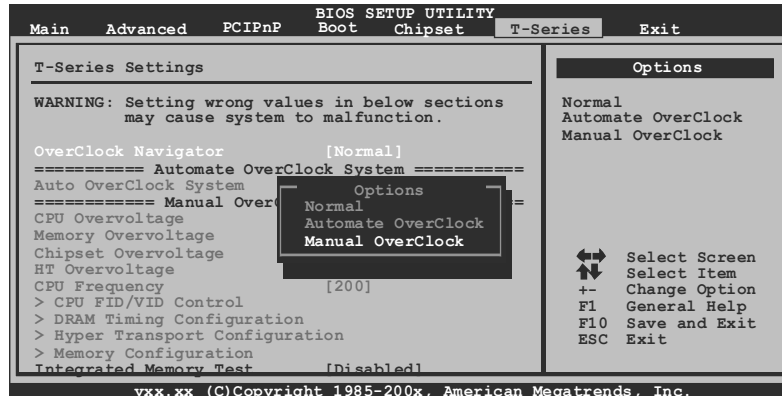 BIOS SETUP UTILITY
Main Advanced PCIPnP Boot Chipset T-Series Exit
T-Series Settings
WARNING: Setting wrong values in below sections
may cause system to malfunction.
OverClock Navigator [Normal]
=========== Automate OverClock System ===========
Auto OverClock System
============ Manual Over
=
CPU Overvoltage
Memory Overvoltage
Chipset Overvoltage
HT Overvoltage
CPU Frequency [200]
> CPU FID/VID Control
> DRAM Timing Configuration
> Hyper Transport Configuration
> Memory Configuration
Integrated Memory Test [Disabled]
Options
Normal
Automate OverClock
Manual OverClock
Options
Normal
Automate OverClock
Manual OverClock
Select Screen
Select Item
+- Change Option
F1 General Help
F10 Save and Exit
ESC Exit
vxx.xx (C)Copyright 1985-200x, American Megatrends, Inc.